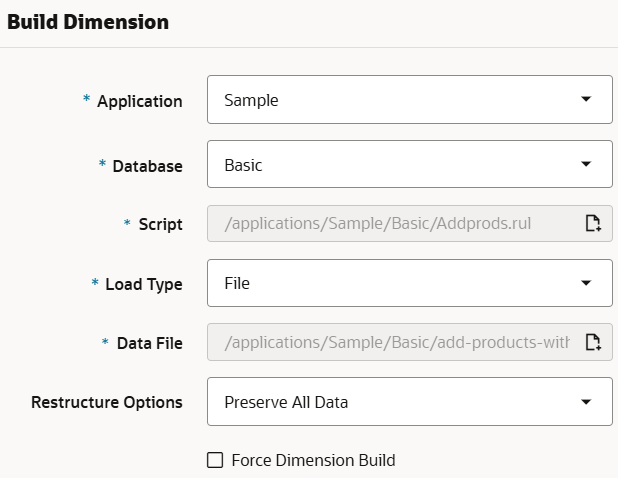 Build Dimension
* Application Sample
* Database Basic
* Script /applications/Sample/Basic/Addprods.rul
* Load Type File
* Data File /applications/Sample/Basic/add-products-with
Restructure Options Preserve All Data
Force Dimension Build